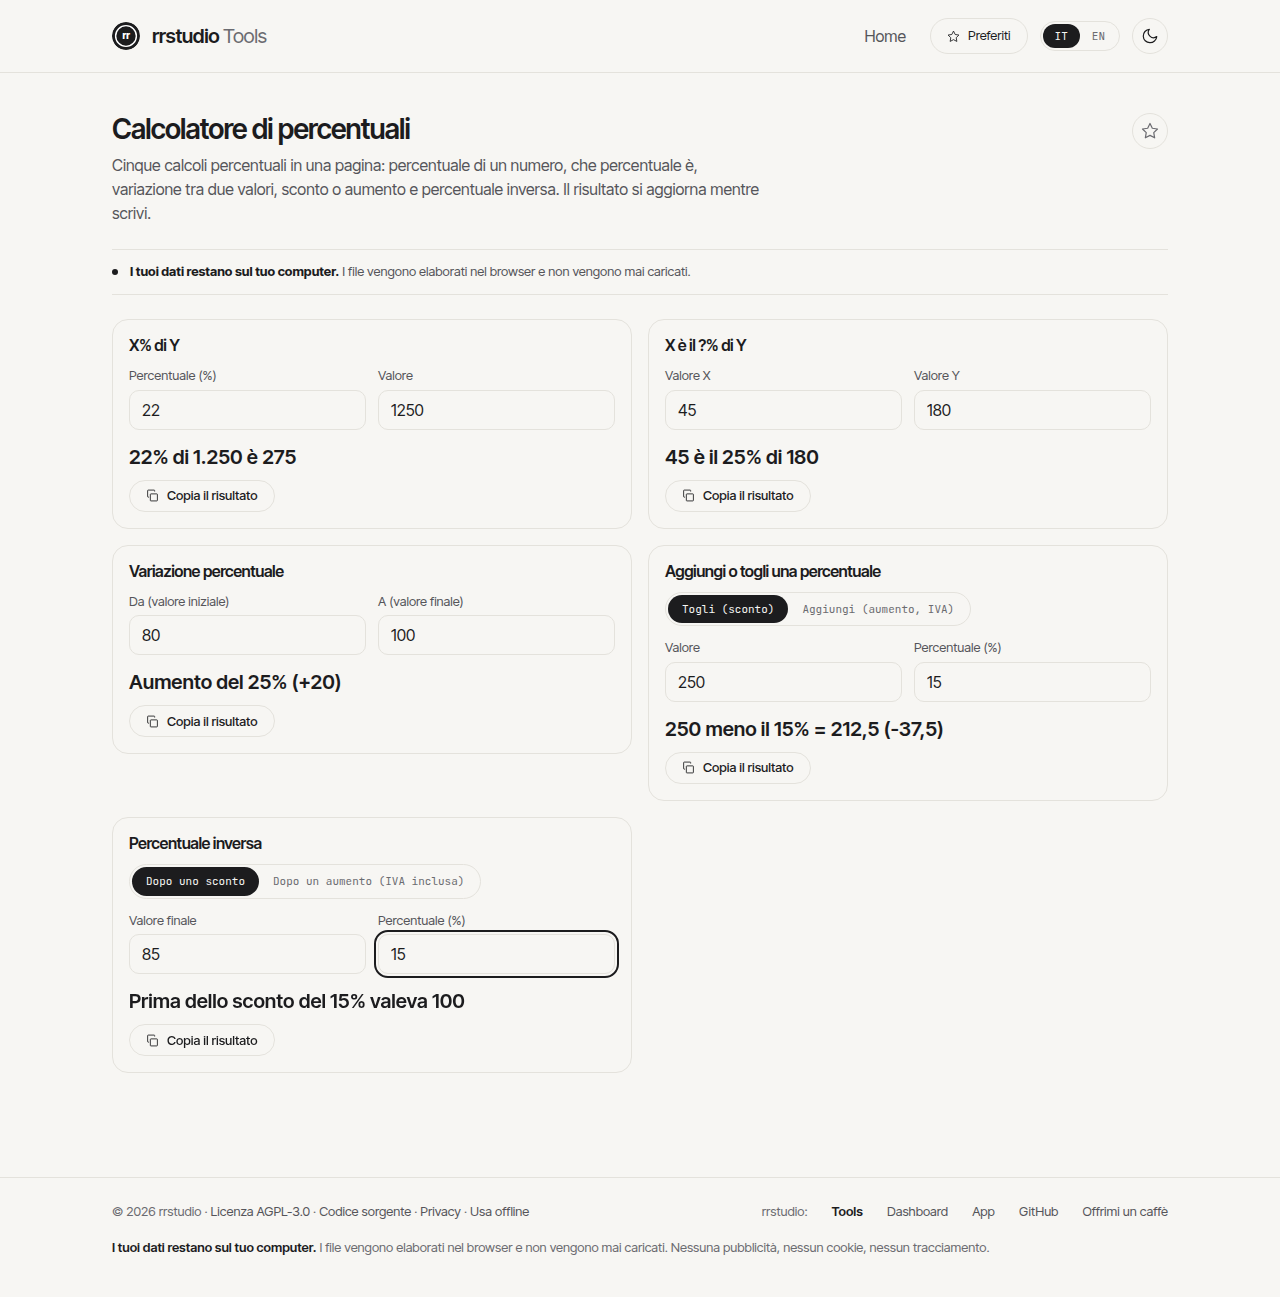 rr rrstudio Tools
Home
Preferiti
IT EN
Calcolatore di percentuali
Cinque calcoli percentuali in una pagina: percentuale di un numero, che percentuale è,
variazione tra due valori, sconto o aumento e percentuale inversa. Il risultato si aggiorna mentre
scrivi.
I tuoi dati restano sul tuo computer. I file vengono elaborati nel browser e non vengono mai caricati.
X% di Y
Percentuale (%) Valore
22 1250
22% di 1.250 è 275
Copia il risultato
X è il ?% di Y
Valore X Valore Y
45 180
45 è il 25% di 180
Copia il risultato
Variazione percentuale
Da (valore iniziale) A (valore finale)
80 100
Aumento del 25% (+20)
Copia il risultato
Aggiungi o togli una percentuale
Togli (sconto) Aggiungi (aumento, IVA)
Valore Percentuale (%)
250 15
250 meno il 15% = 212,5 (-37,5)
Copia il risultato
Percentuale inversa
Dopo uno sconto Dopo un aumento (IVA inclusa)
Valore finale Percentuale (%)
85 15
Prima dello sconto del 15% valeva 100
Copia il risultato
© 2026 rrstudio · Licenza AGPL-3.0 · Codice sorgente · Privacy · Usa offline
rrstudio: Tools Dashboard App GitHub Offrimi un caffè
I tuoi dati restano sul tuo computer. I file vengono elaborati nel browser e non vengono mai caricati. Nessuna pubblicità, nessun cookie, nessun tracciamento.